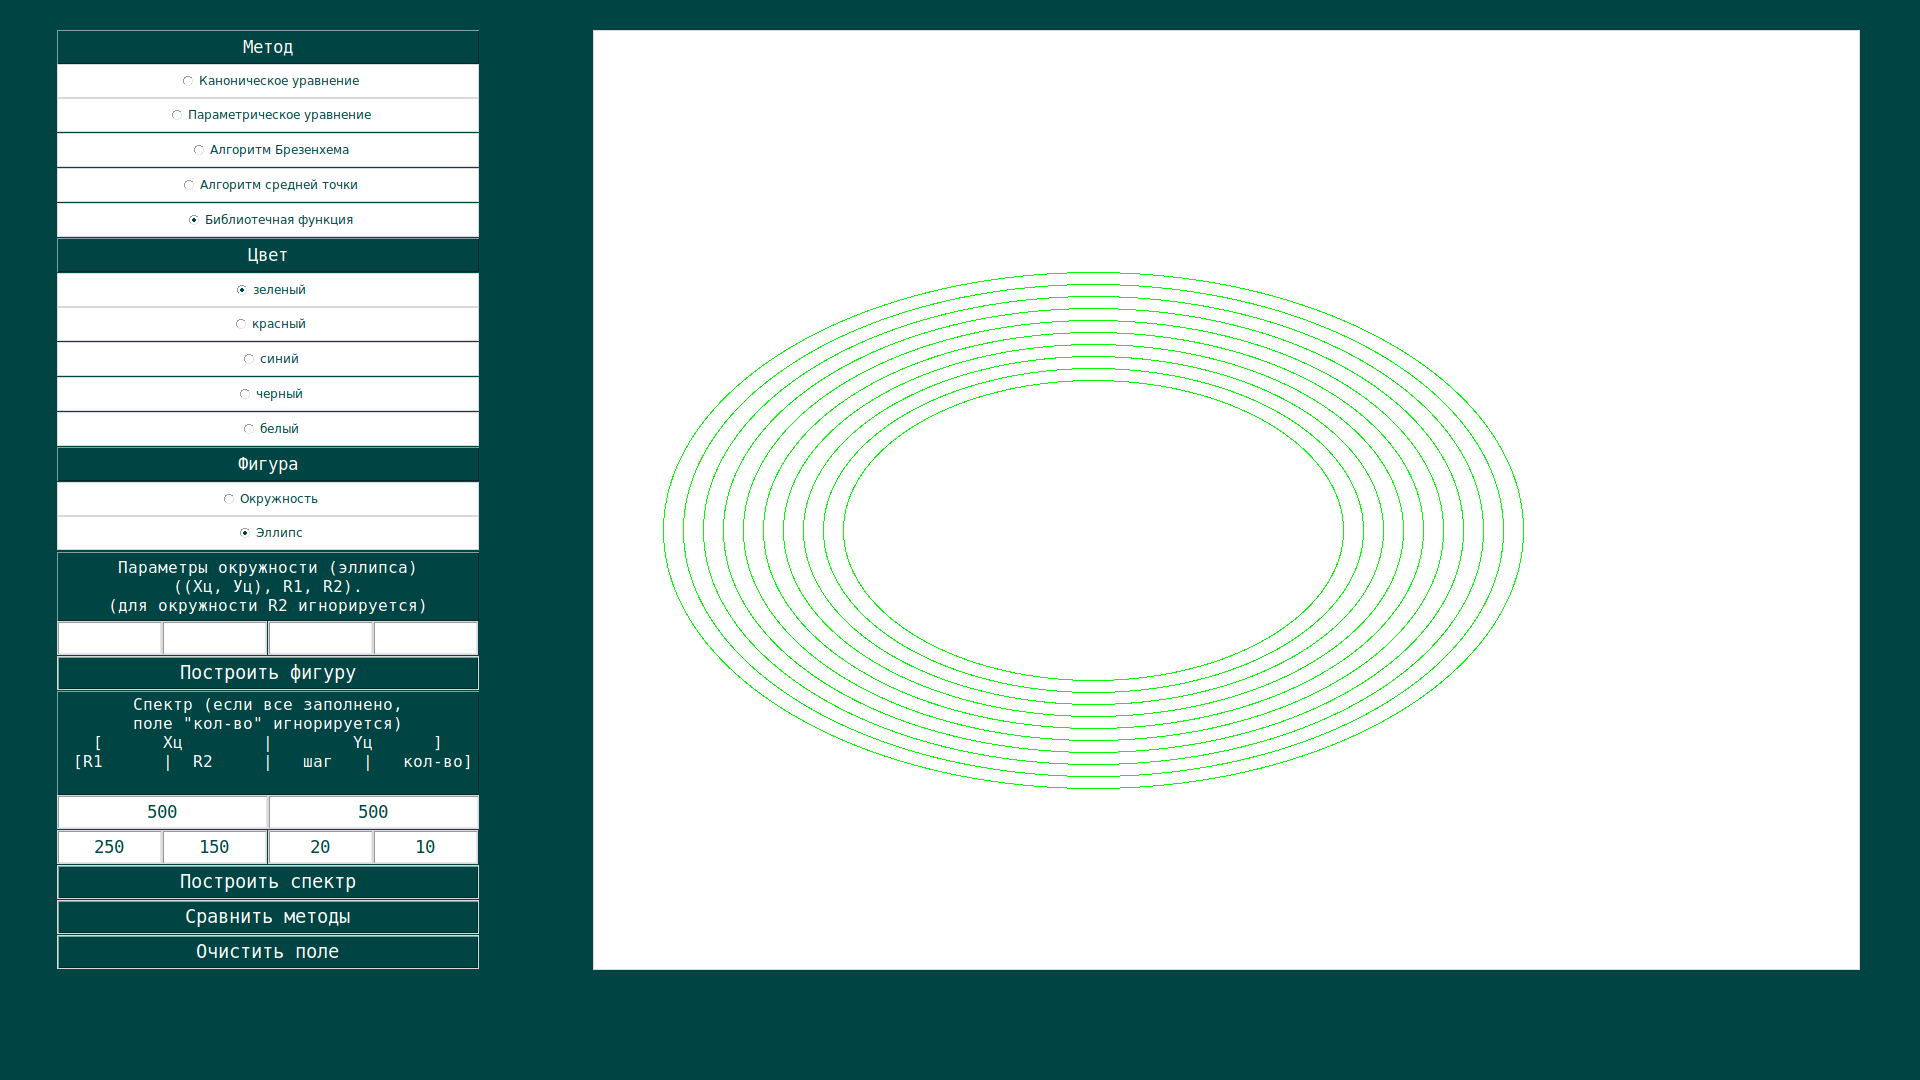 Метод
Каноническое уравнение
Параметрическое уравнение
Алгоритм Брезенхема
Алгоритм средней точки
Библиотечная функция
Цвет
зеленый
красный
синий
черный
белый
Фигура
Окружность
Эллипс
Параметры окружности (эллипса)
((Хц, Уц), R1, R2).
(для окружности R2 игнорируется)
Построить фигуру
Спектр (если все заполнено,
поле "кол-во" игнорируется)
[ Хц | Yц ]
[R1 | R2 | шаг | кол-во]
500 500
250 150 20 10
Построить спектр
Сравнить методы
Очистить поле